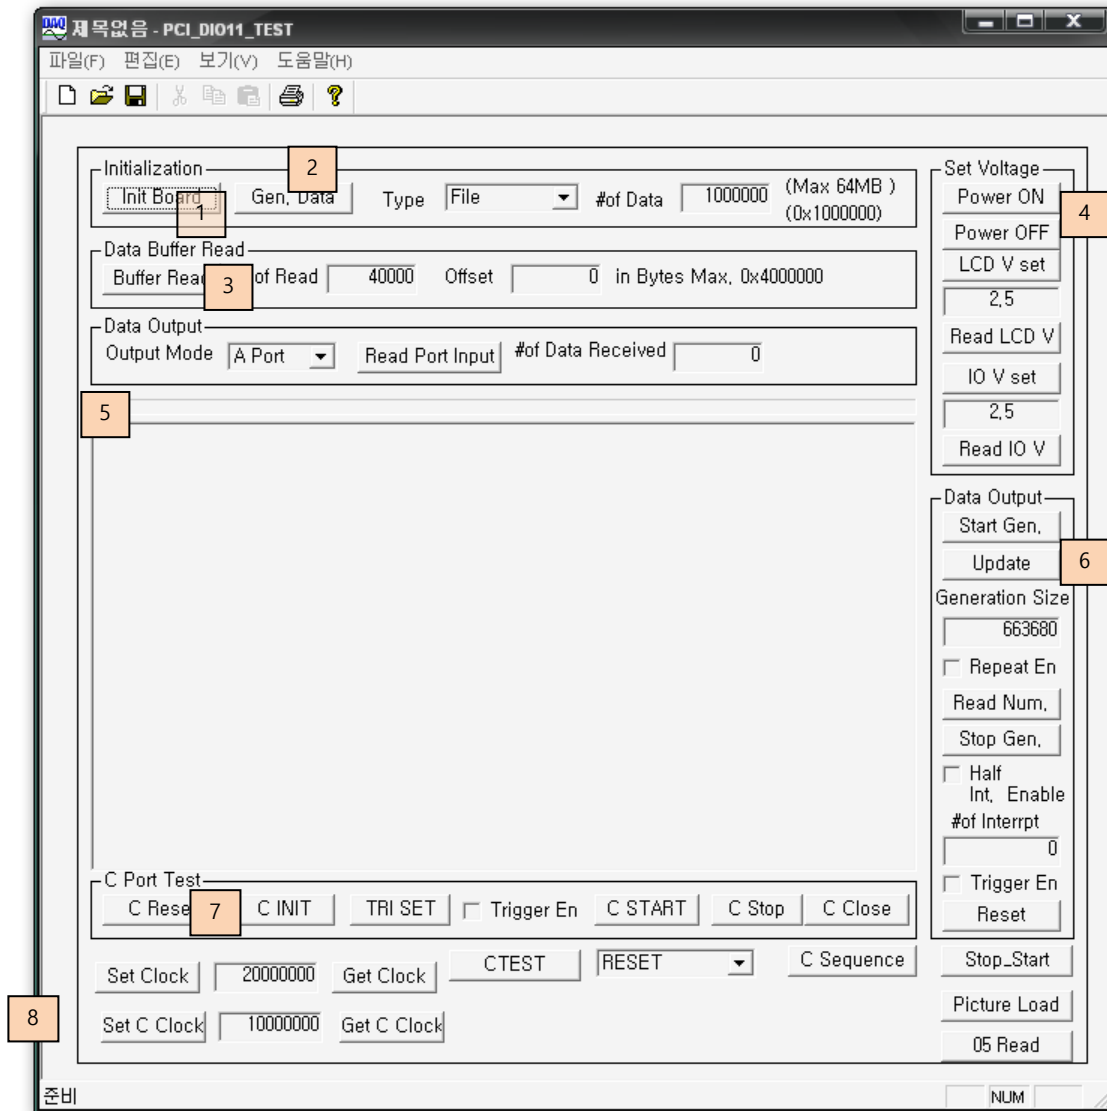 제목없음 - PCI_DIO11_TEST
파일(F) 편집(E) 보기(V) 도움말(H)
Initialization
2
Init Board
1
Gen, Data
Type
File
#of Data
1000000
(Max 64MB )
(0x1000000)
Data Buffer Read
Buffer Read
3
of Read
40000
Offset
0
in Bytes Max, 0x4000000
Data Output
Output Mode
A Port
Read Port Input
#of Data Received
0
5
Set Voltage
Power ON
4
Power OFF
LCD V set
2,5
Read LCD V
IO V set
2,5
Read IO V
Data Output
Start Gen,
Update
6
Generation Size
663680
Repeat En
Read Num,
Stop Gen,
Half
Int, Enable
#of Interrpt
0
Trigger En
Reset
C Port Test
C Rese
7
C INIT
TRI SET
Trigger En
C START
C Stop
C Close
Set Clock
20000000
Get Clock
CTEST
RESET
C Sequence
Stop_Start
8
Set C Clock
10000000
Get C Clock
Picture Load
05 Read
준비
NUM